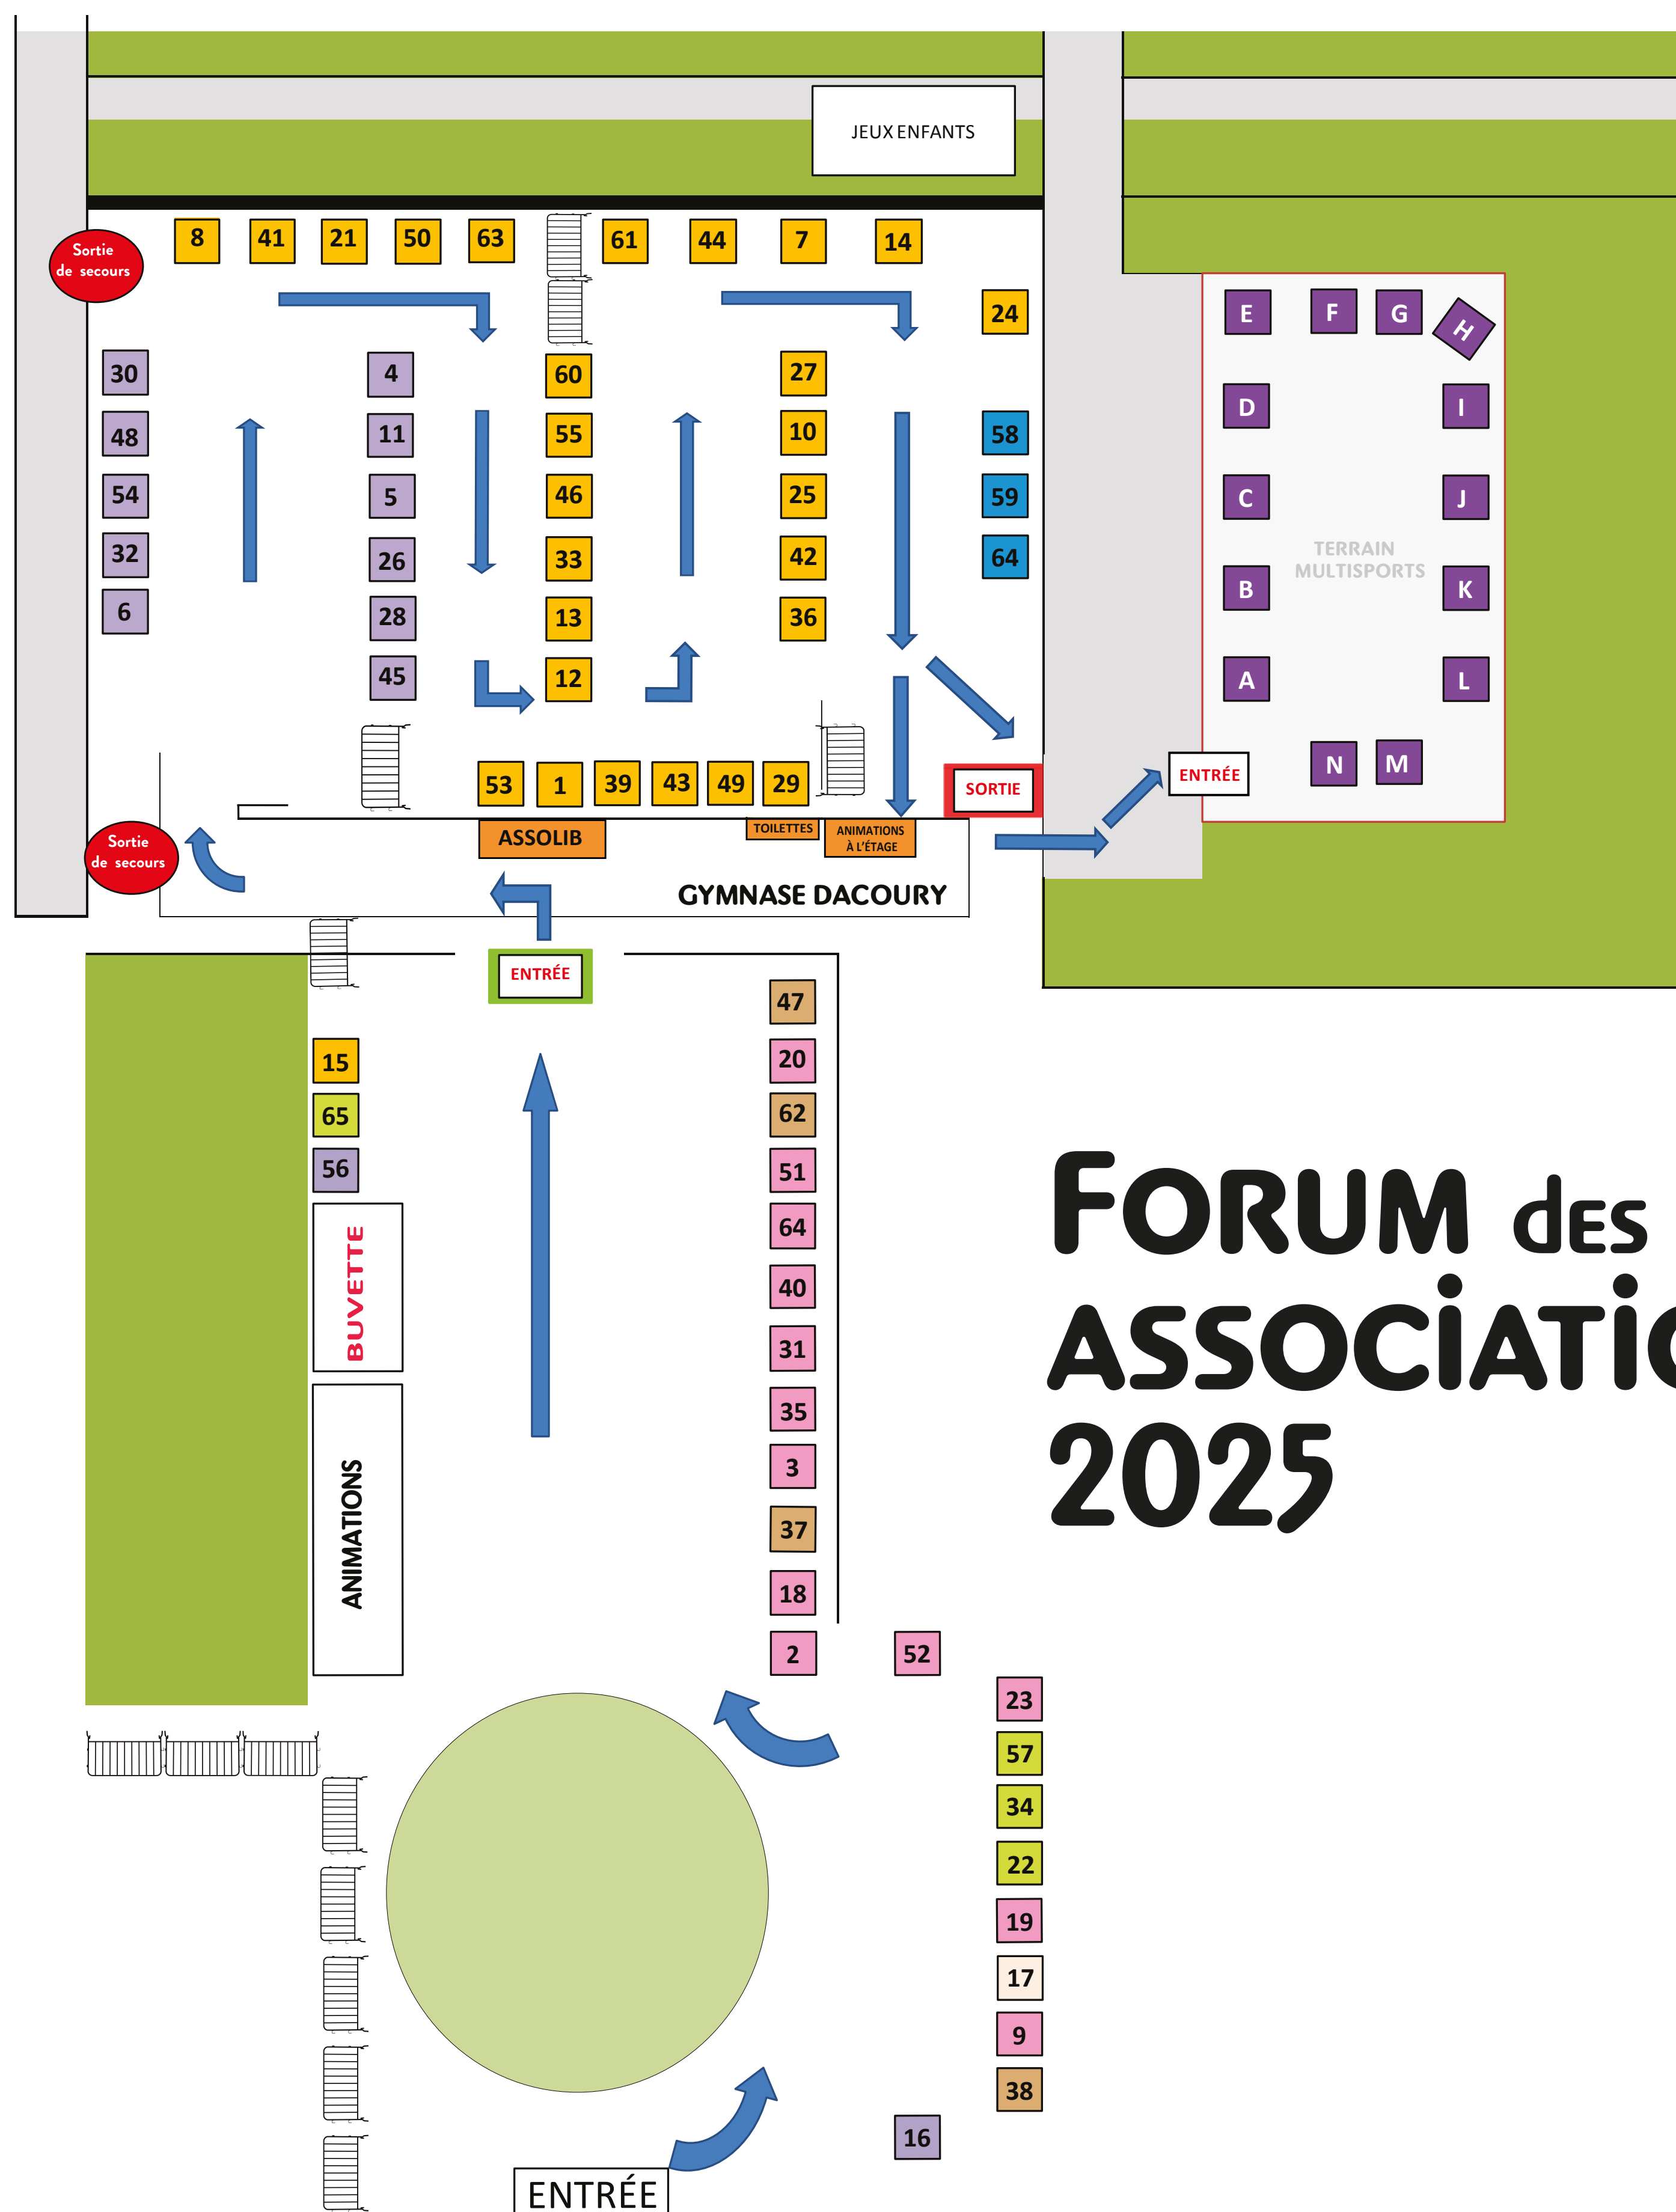 JEUX ENFANTS
8 41 21 50 63 61 44 7 14
Sortie
de secours
24
E F G H
30 4 60 27
D I
48 11 55 10 58
54 5 46 25 59
C J
TERRAIN
MULTISPORTS
32 26 33 42 64
B K
6 28 13 36
45 12
A L
N M
ENTRÉE
53 1 39 43 49 29
SORTIE
ASSOLIB
TOILETTES
ANIMATIONS
À L'ÉTAGE
Sortie
de secours
GYMNASE DACOURY
ENTRÉE
47
15 20
65 62
56 51
BUVETTE
64
40
31
35
3
ANIMATIONS
37
18
2 52
FORUM dES
ASSOCIATIO
2025
23
57
34
22
19
17
9
38
16
ENTRÉE